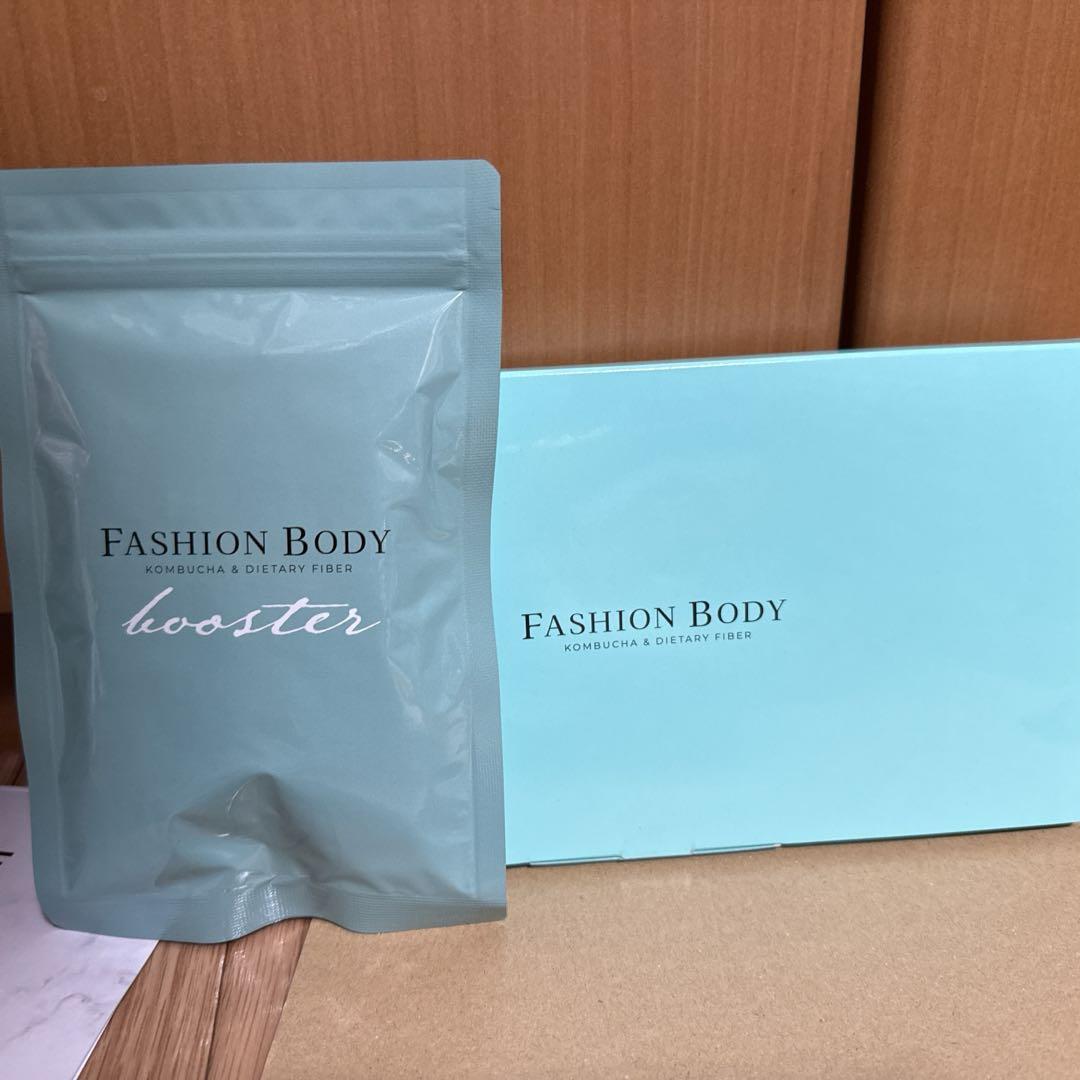 FASHION BODY
KOMBUCHA & DIETARY FIBER
booster
FASHION BODY
KOMBUCHA & DIETARY FIBER